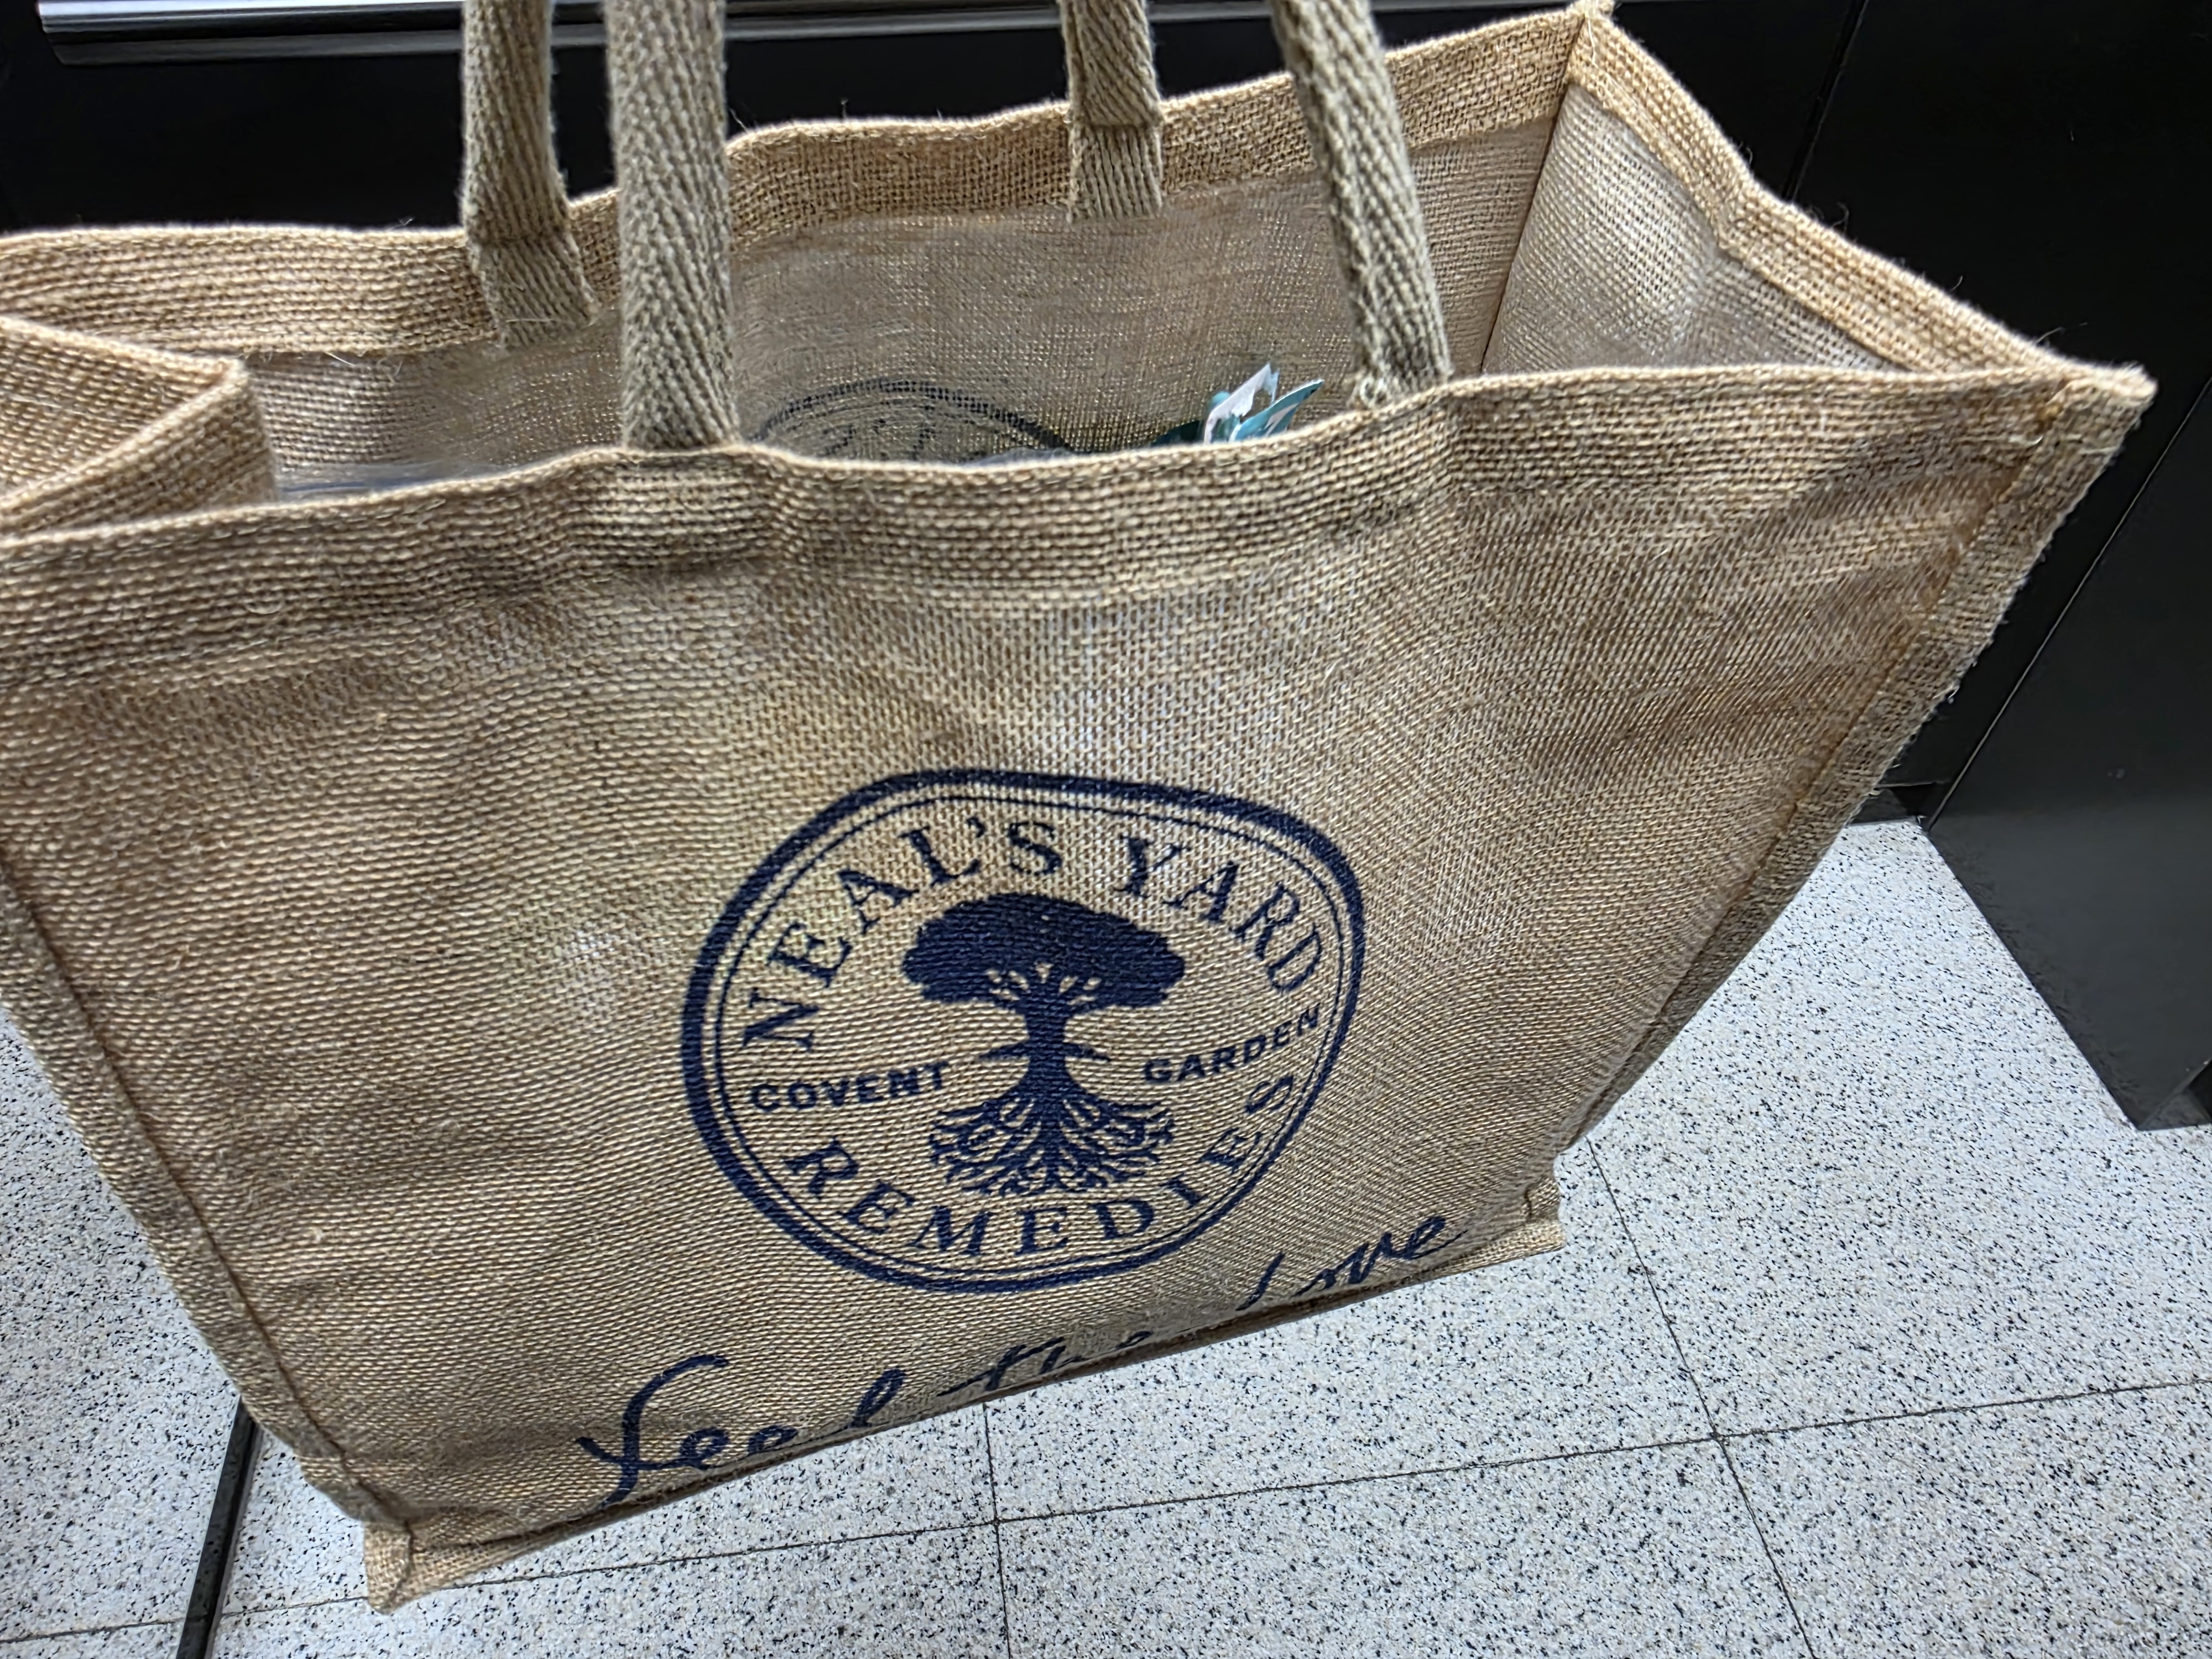 NEAL'S YARD
COVENT GARDEN
REMEDIES
feel the love